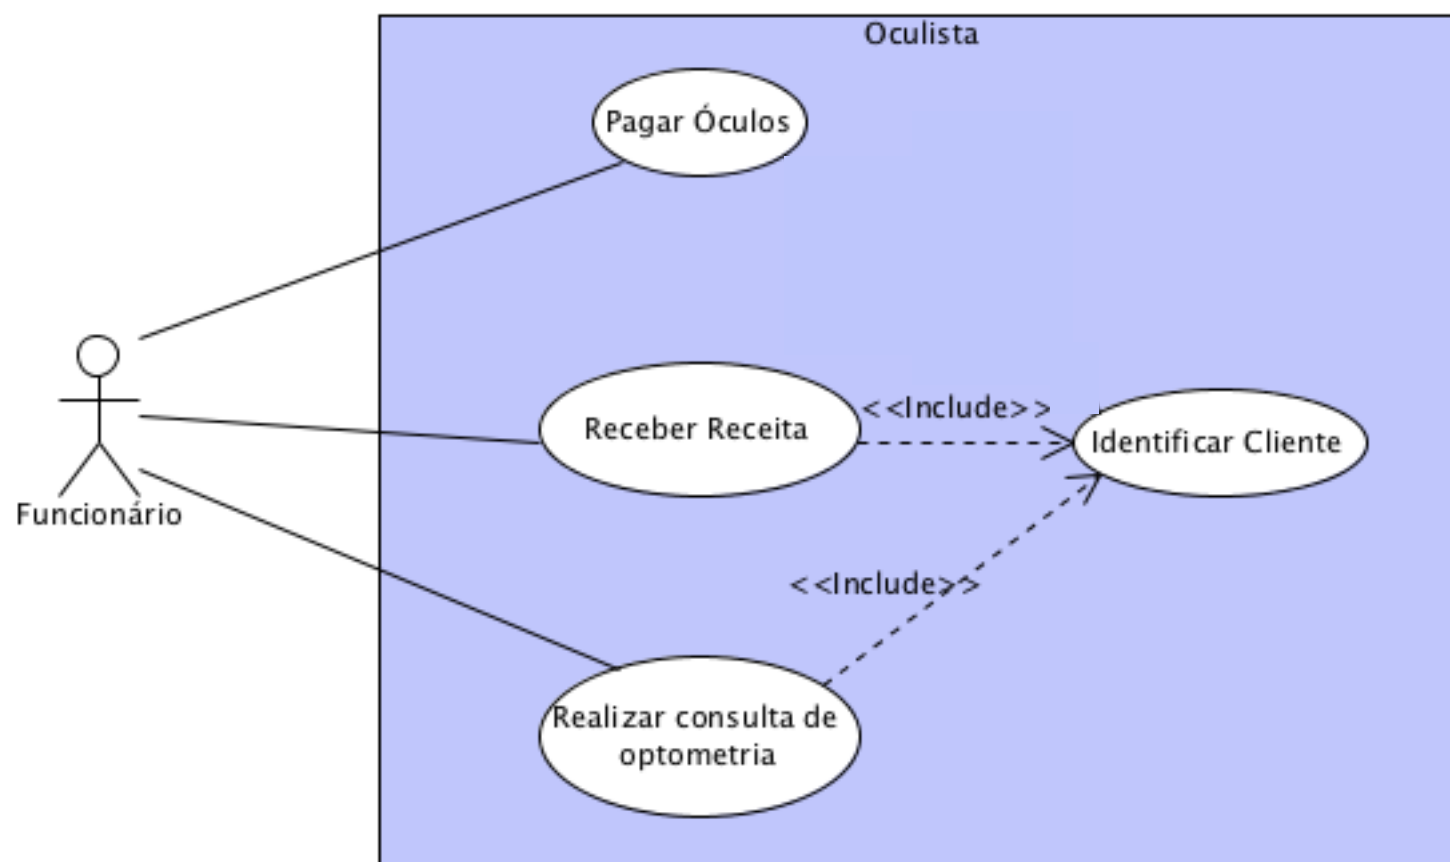 Oculista
Pagar Óculos
Receber Receita
<<Include>>
Identificar Cliente
Funcionário
<<Include>>
Realizar consulta de
optometria